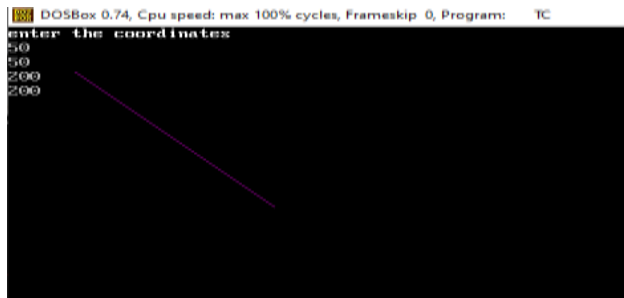 DOSBox 0.74, Cpu speed: max 100% cycles, Frameskip 0, Program: TC
enter the coordinates
50
50
200
200